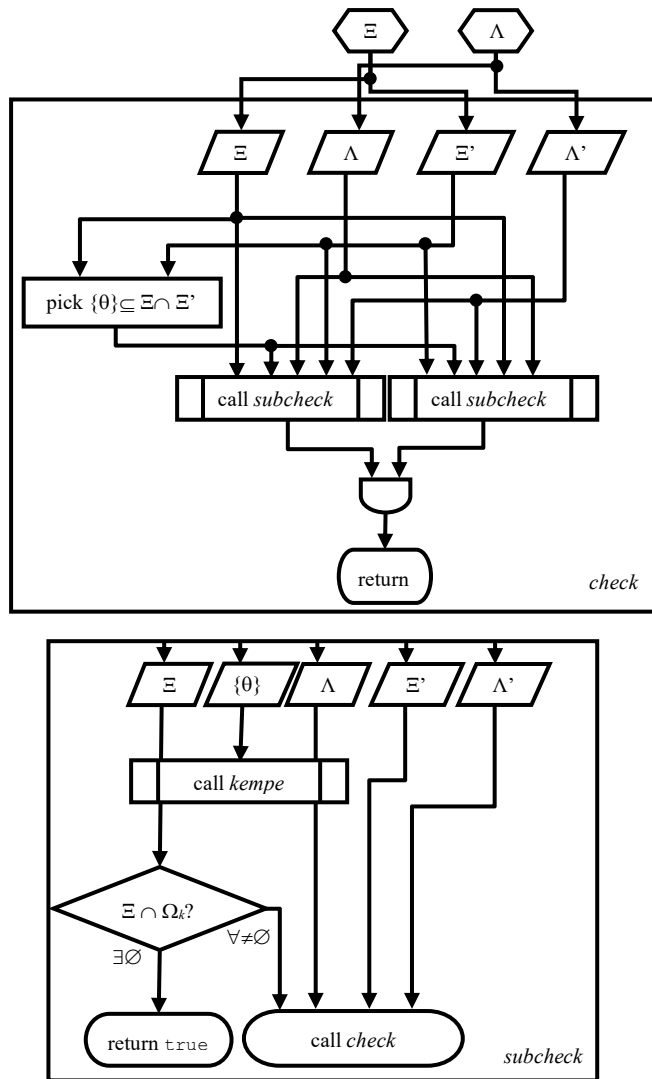 Ξ Λ
Ξ Λ Ξ’ Λ’
pick {θ}⊆ Ξ∩ Ξ’
call subcheck call subcheck
return
check
Ξ {θ} Λ Ξ’ Λ’
call kempe
Ξ ∩ Ωk?
∀≠∅
∃∅
return true call check
subcheck